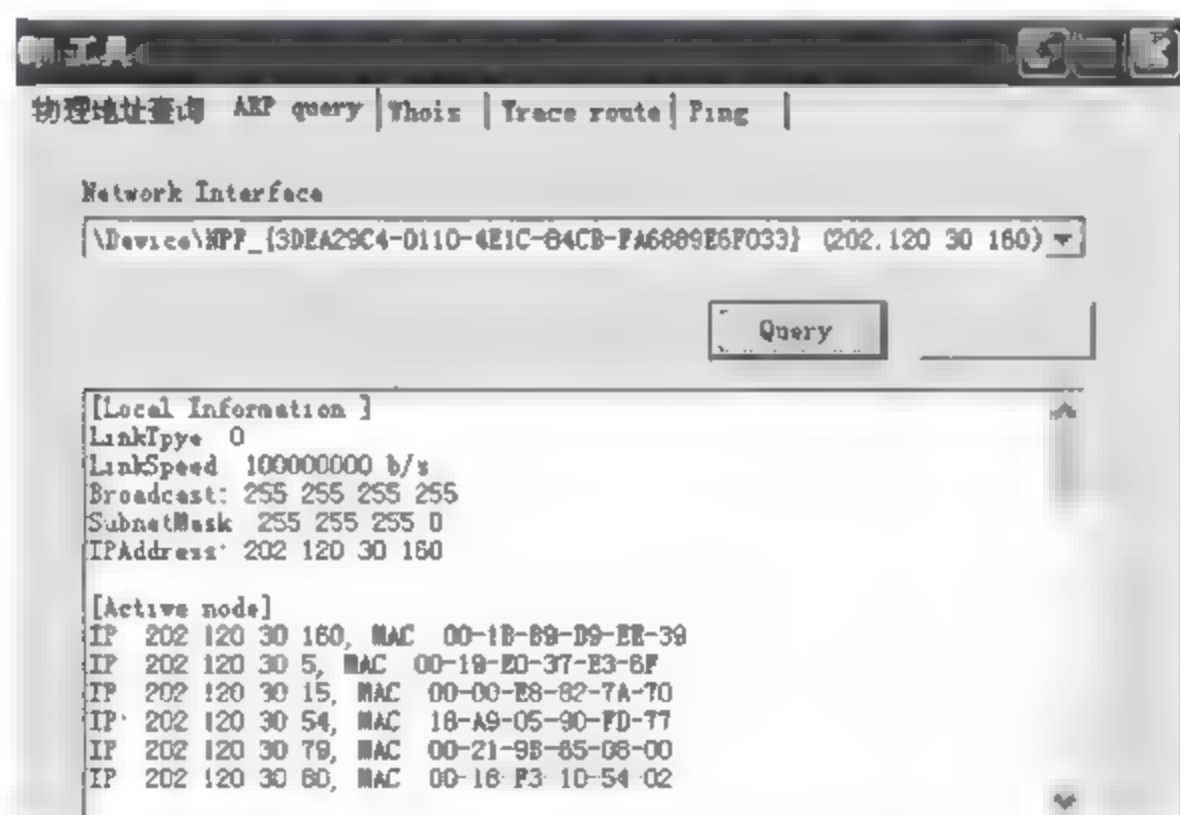 工具
物理地址查询 ARP query Whois Trace route Ping
Network Interface
\Device\NPF_{3DEA29C4-0110-4E1C-84CB-FA6889E6F033} (202.120 30 160)
Query
[Local Information ]
LinkTpye 0
LinkSpeed 100000000 b/s
Broadcast: 255 255 255 255
SubnetMask 255 255 255 0
IPAddress: 202 120 30 160
[Active node]
IP 202 120 30 160, MAC 00-1B-B9-D9-EE-39
IP 202 120 30 5, MAC 00-19-E0-37-E3-6F
IP 202 120 30 15, MAC 00-00-E8-82-7A-70
IP: 202 120 30 54, MAC 18-A9-05-90-FD-77
IP 202 120 30 79, MAC 00-21-9B-65-08-00
IP 202 120 30 80, MAC 00-16 F3 10-54 02